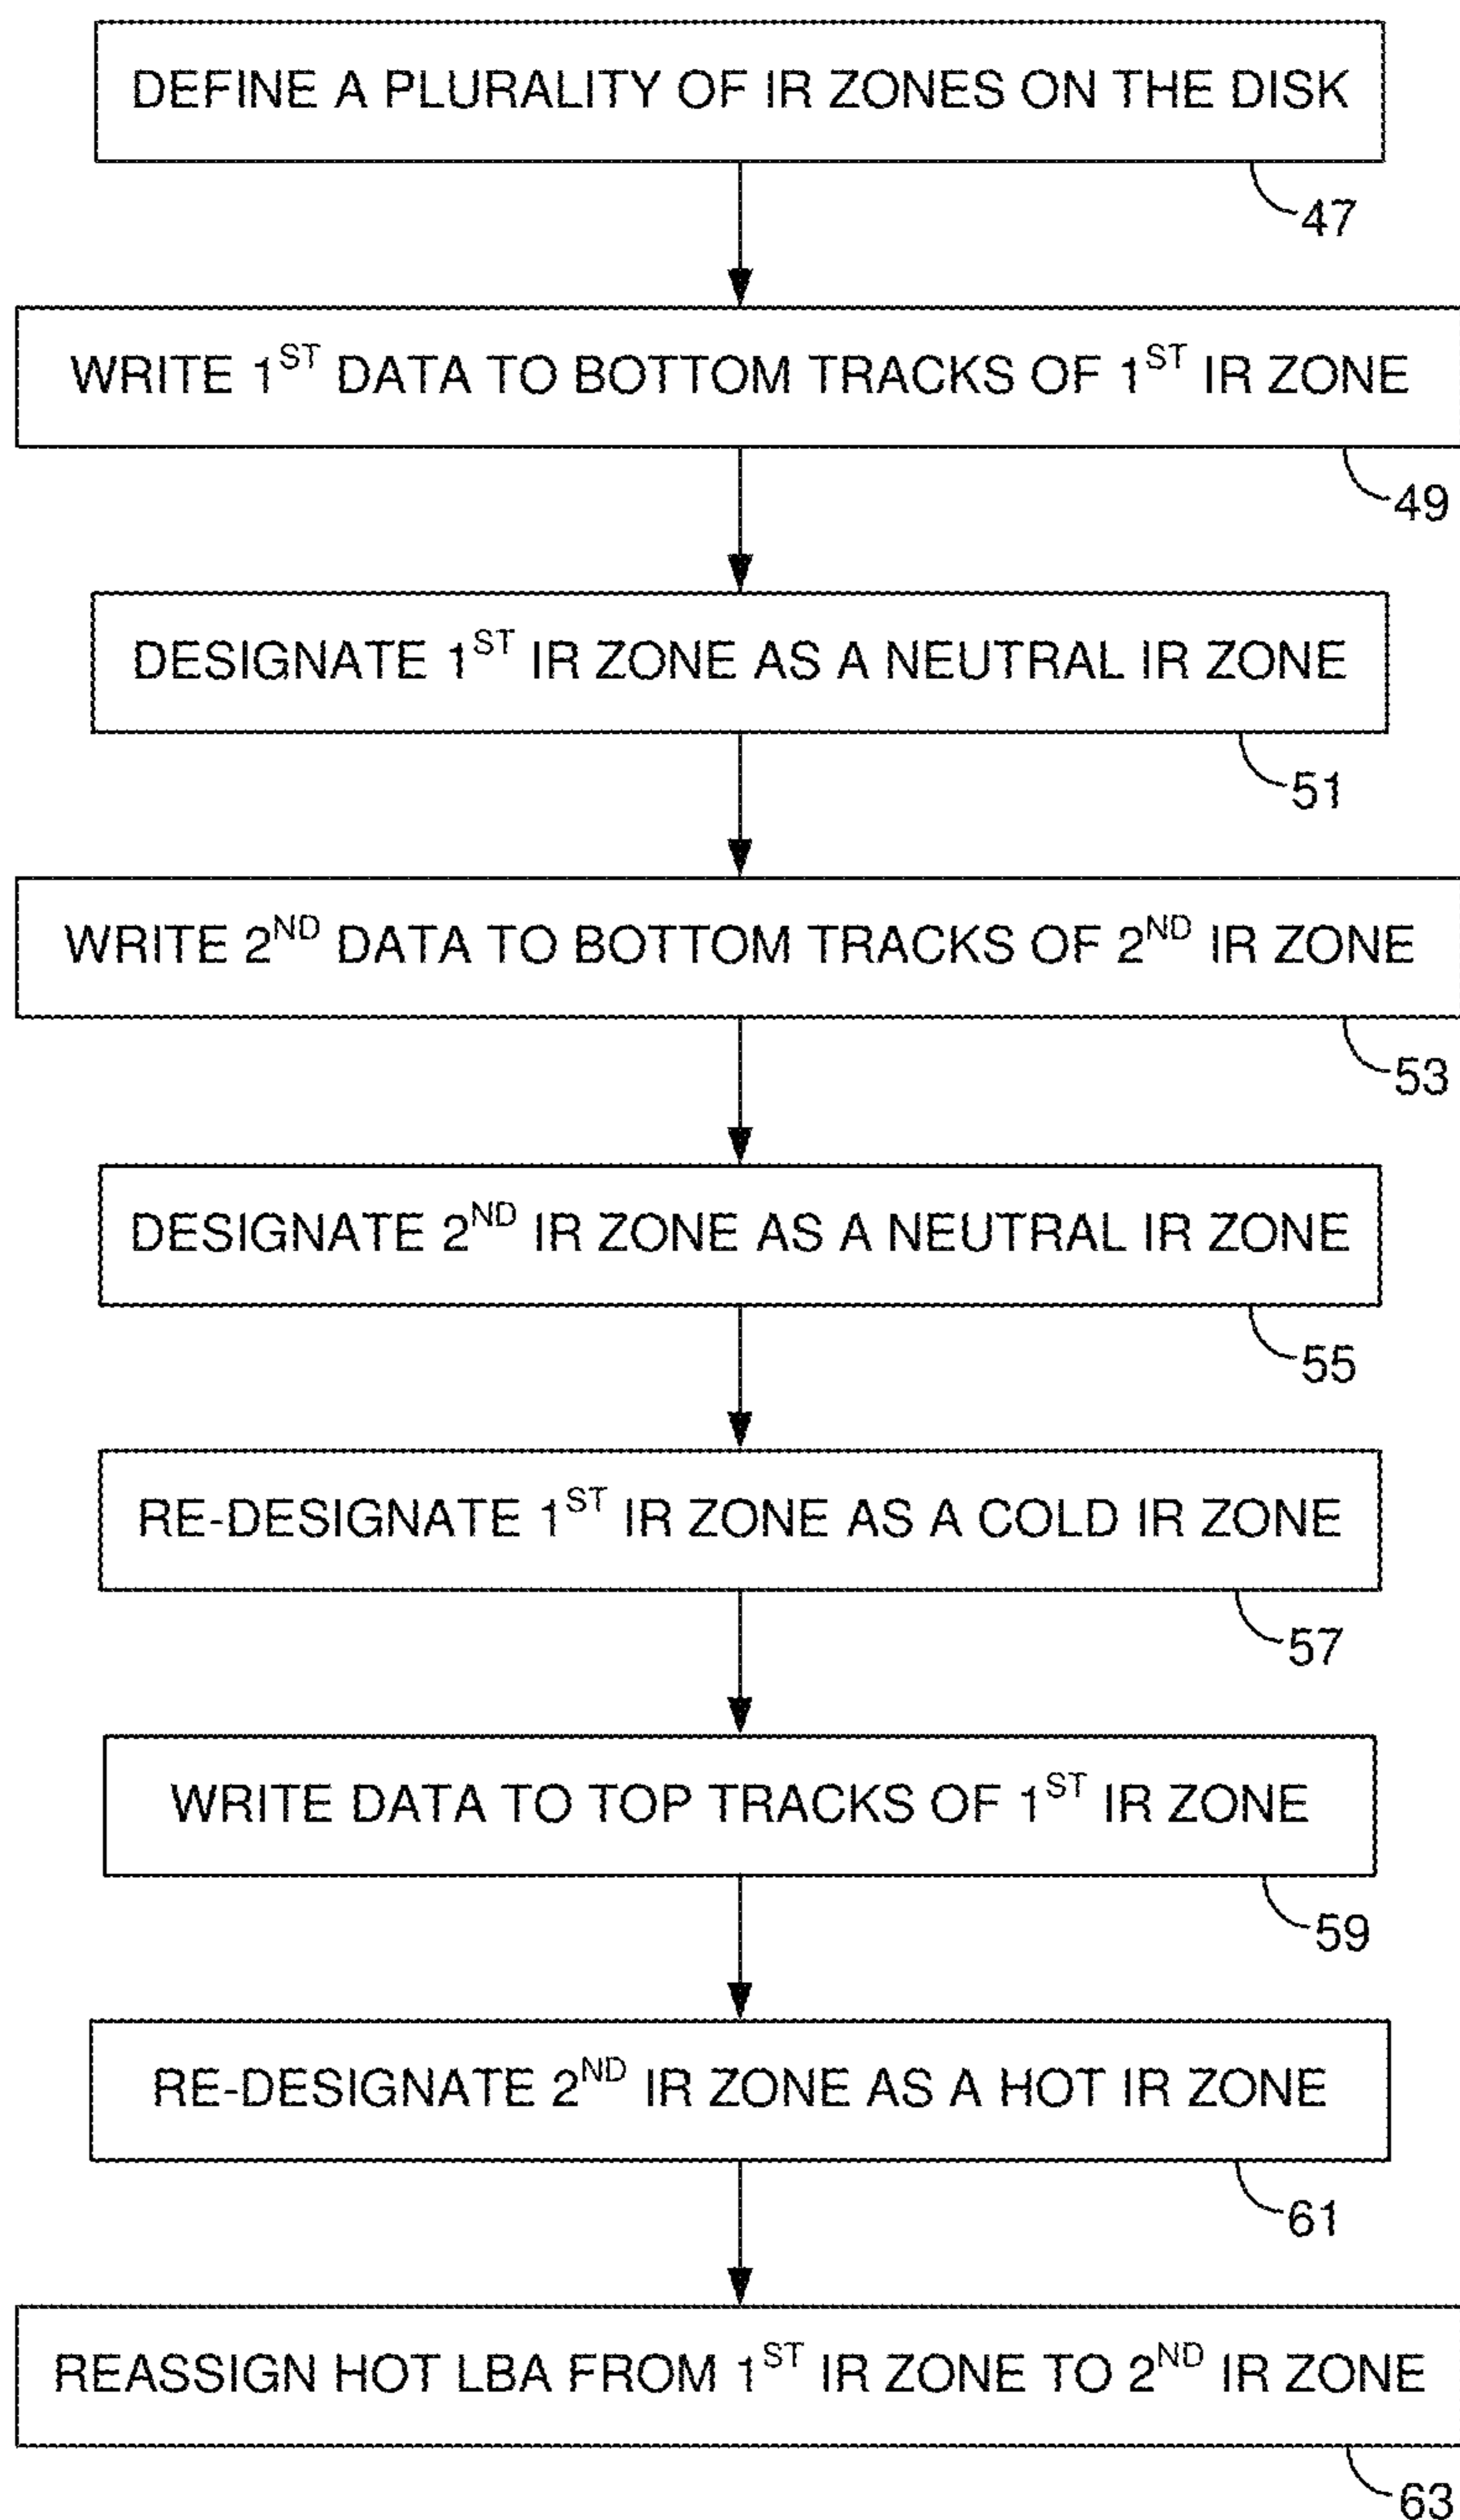 DEFINE A PLURALITY OF IR ZONES ON THE DISK
47
WRITE 1ST DATA TO BOTTOM TRACKS OF 1ST IR ZONE
49
DESIGNATE 1ST IR ZONE AS A NEUTRAL IR ZONE
51
WRITE 2ND DATA TO BOTTOM TRACKS OF 2ND IR ZONE
53
DESIGNATE 2ND IR ZONE AS A NEUTRAL IR ZONE
55
RE-DESIGNATE 1ST IR ZONE AS A COLD IR ZONE
57
WRITE DATA TO TOP TRACKS OF 1ST IR ZONE
59
RE-DESIGNATE 2ND IR ZONE AS A HOT IR ZONE
61
REASSIGN HOT LBA FROM 1ST IR ZONE TO 2ND IR ZONE
63